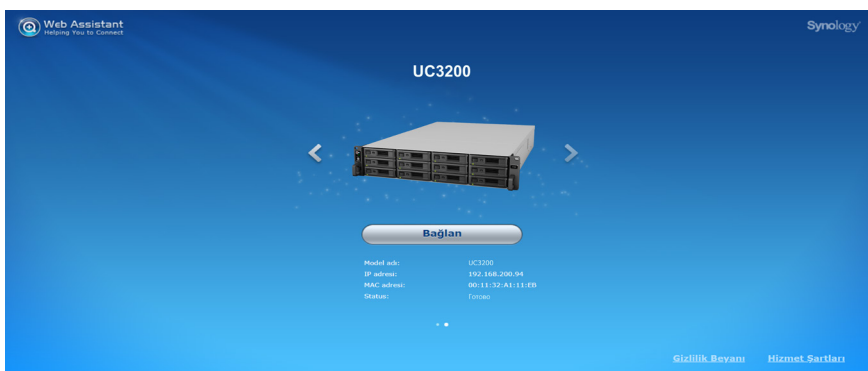 Web Assistant
Helping You to Connect
Synology
UC3200
Bağlan
Model adr: UC3200
IP adresi: 192.168.200.94
MAC adresi: 00:11:32:A1:11:EB
Status: Готово
Gizlilik Beyanı Hizmet Şartları